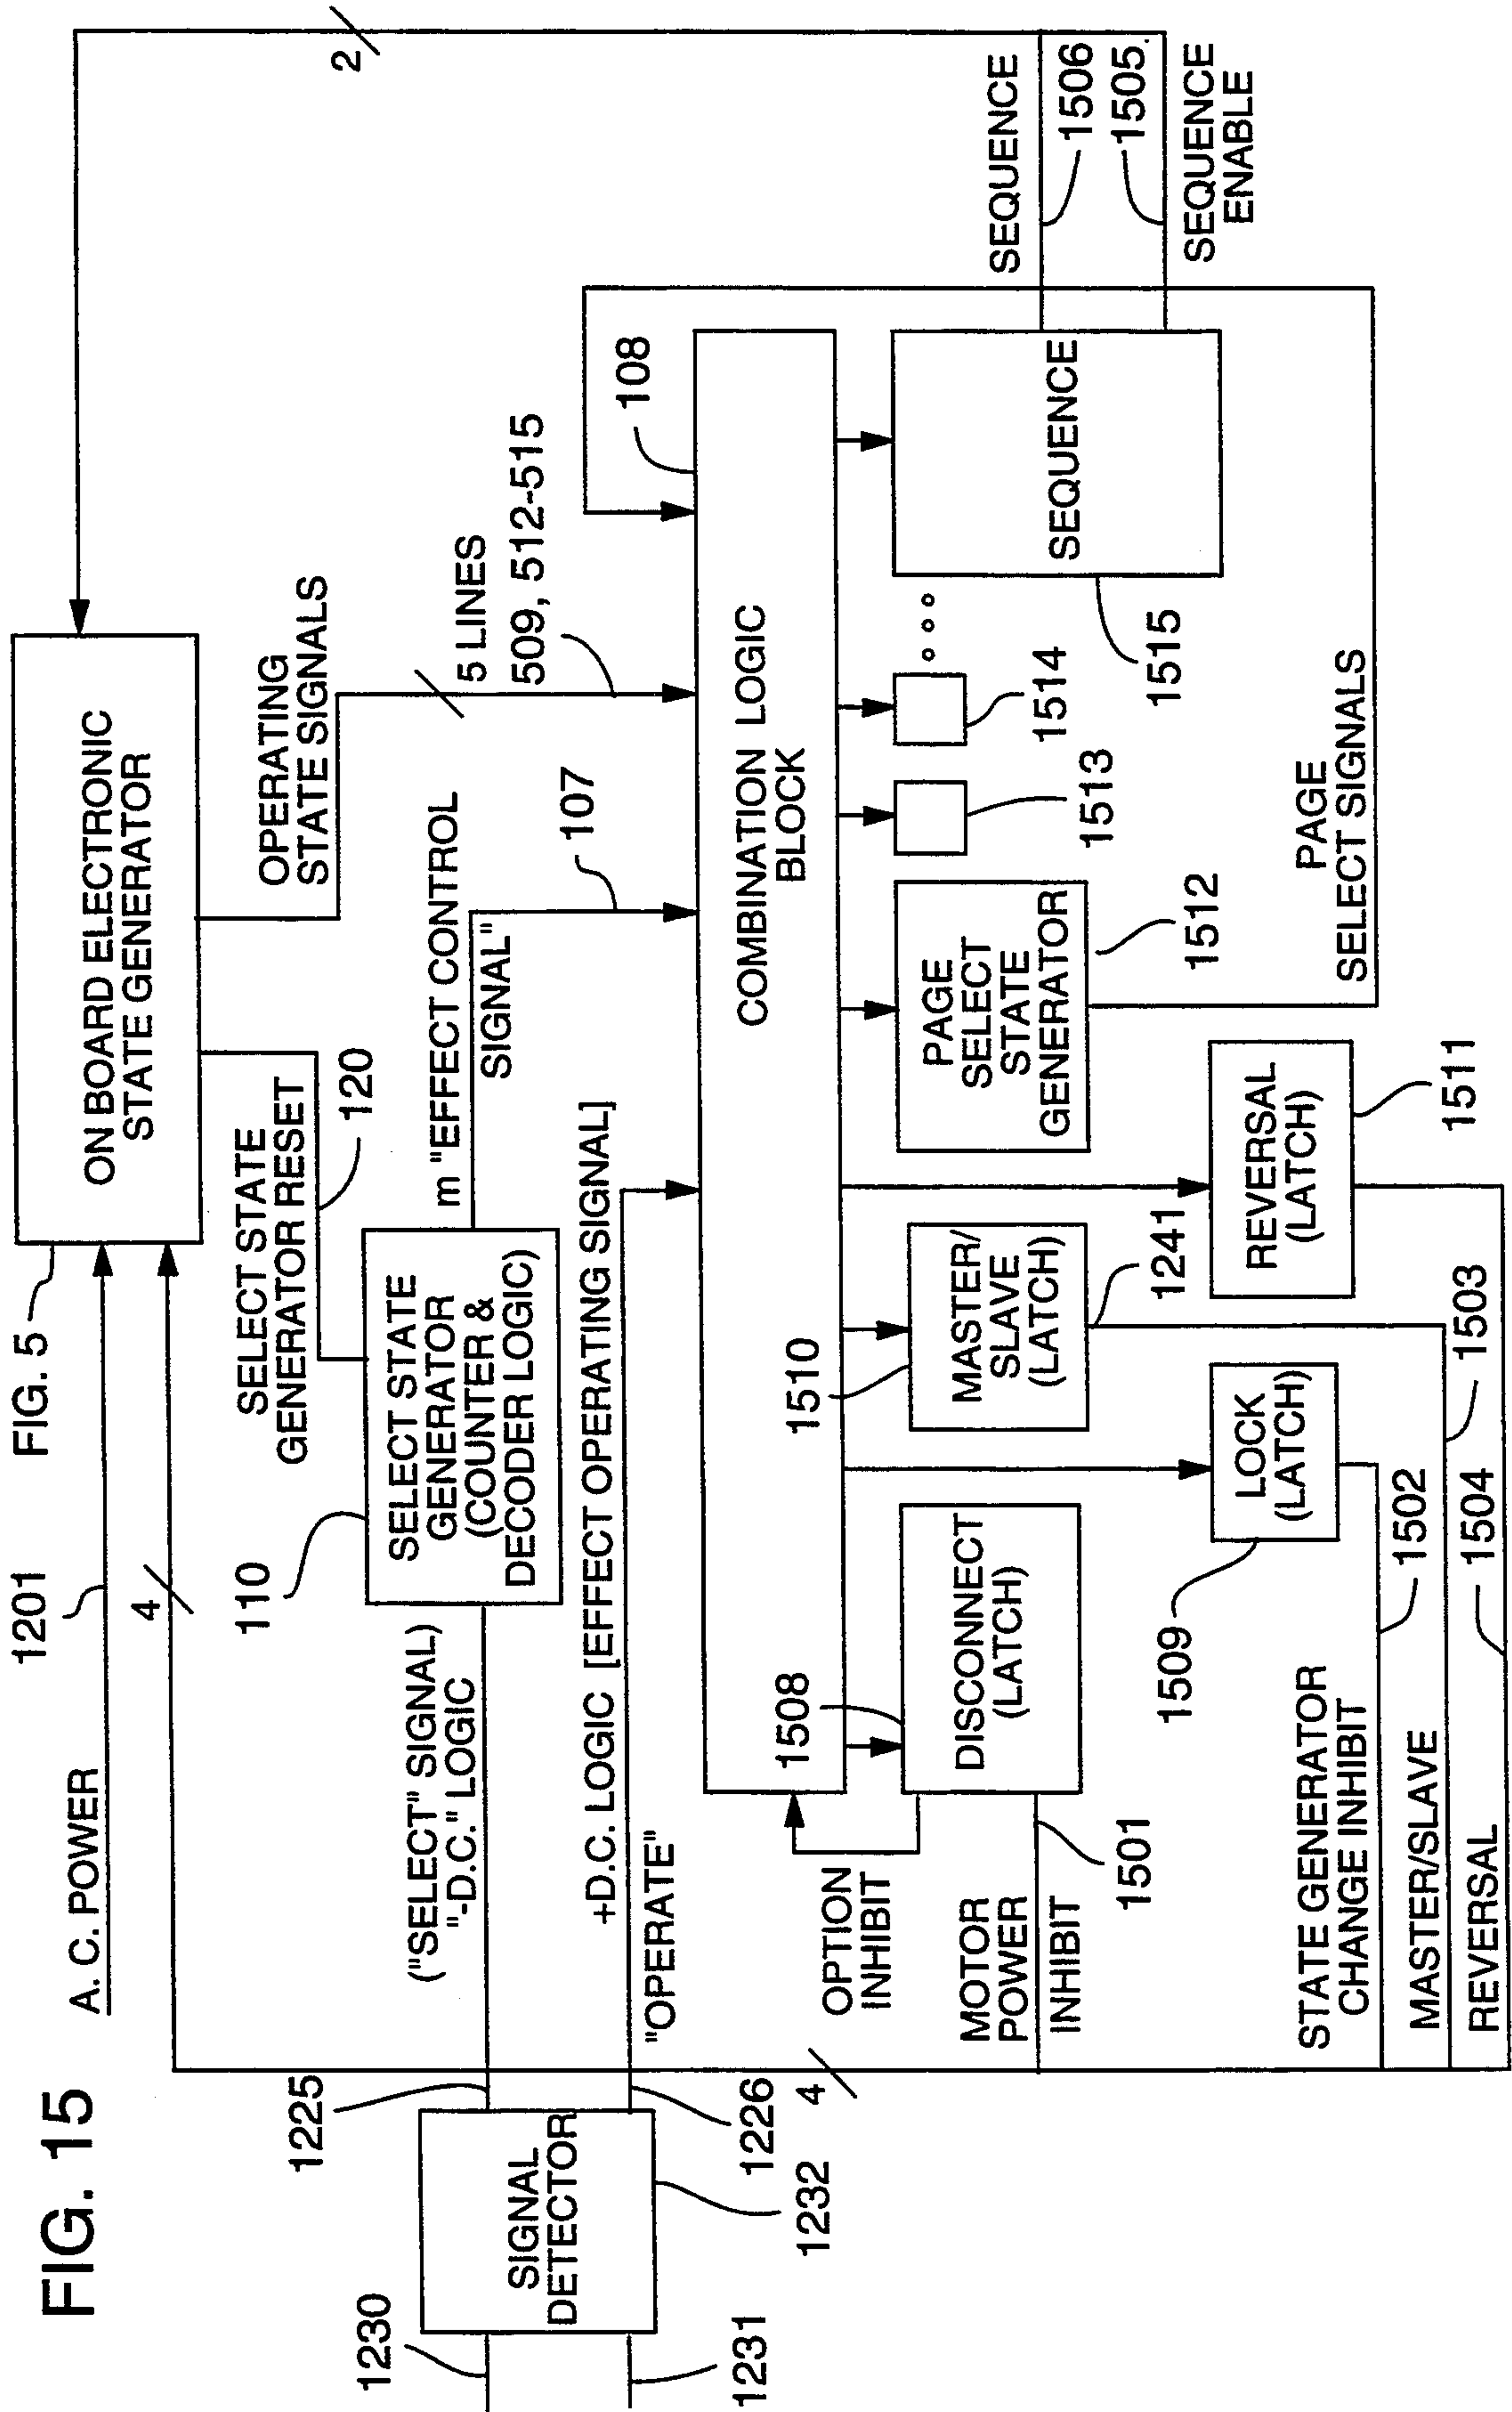 FIG. 15
A. C. POWER
1201
FIG. 5
ON BOARD ELECTRONIC
STATE GENERATOR
2
4
SELECT STATE
GENERATOR RESET
120
OPERATING
STATE SIGNALS
5 LINES
509, 512-515
110
SELECT STATE
GENERATOR
(COUNTER &
DECODER LOGIC)
m "EFFECT CONTROL
SIGNAL"
107
108
("SELECT" SIGNAL)
"-D.C." LOGIC
1225
1230
SIGNAL
DETECTOR
1231
1232
1226
+D.C. LOGIC [EFFECT OPERATING SIGNAL]
"OPERATE"
4
COMBINATION LOGIC
BLOCK
OPTION
INHIBIT
1508
DISCONNECT
(LATCH)
MOTOR
POWER
INHIBIT
1501
1510
MASTER/
SLAVE
(LATCH)
1241
PAGE
SELECT
STATE
GENERATOR
1512
1513
1514
SEQUENCE
1515
SEQUENCE
1506
1505.
SEQUENCE
ENABLE
1509
LOCK
(LATCH)
REVERSAL
(LATCH)
1511
PAGE
SELECT SIGNALS
STATE GENERATOR
CHANGE INHIBIT
1502
MASTER/SLAVE
1503
REVERSAL
1504